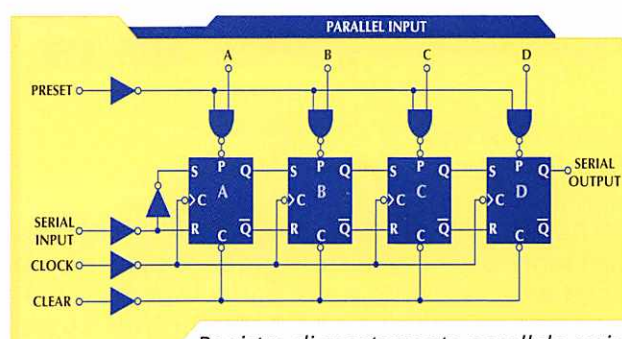 PARALLEL INPUT
A B C D
PRESET
P P P P
S Q S Q S Q S Q SERIAL OUTPUT
A B C D
C C C C
SERIAL INPUT
R Q R Q R Q R Q
C C C C
CLOCK
CLEAR